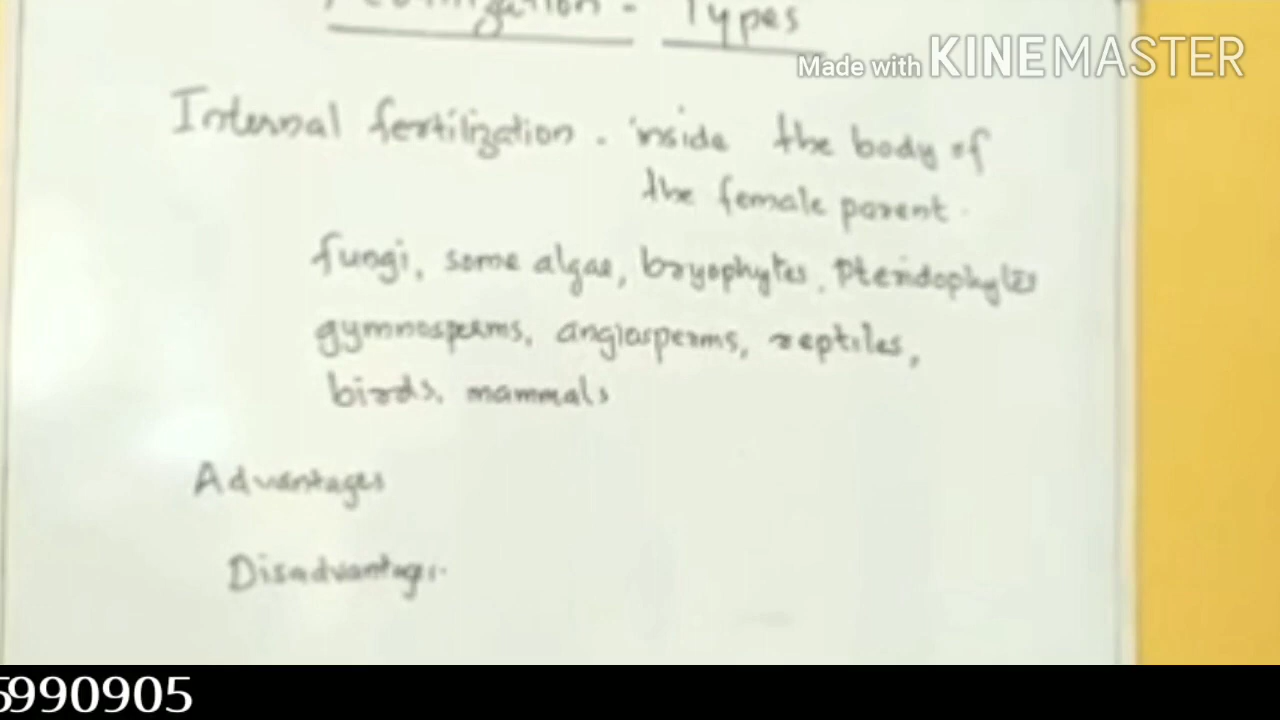 Types
Made with KINEMASTER
Internal fertilization - inside the body of
the female parent.
fungi, some algae, bryophytes, Pteridophytes
gymnosperms, angiosperms, reptiles,
birds, mammals
Advantages
Disadvantages.
990905